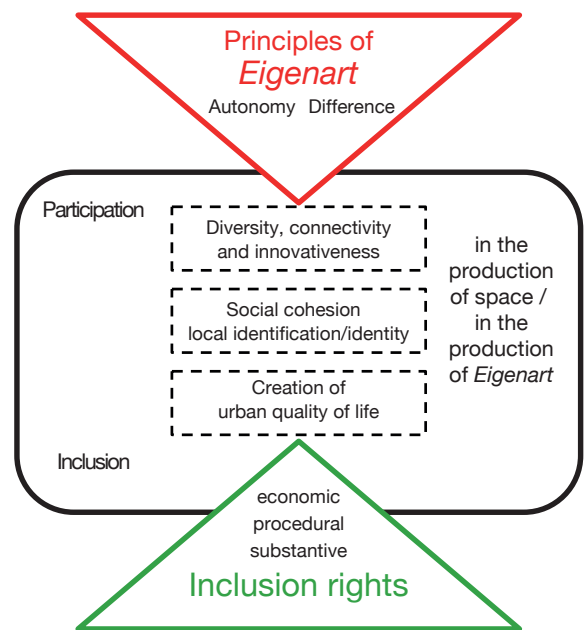 Principles of
Eigenart
Autonomy Difference
Participation
Diversity, connectivity
and innovativeness
Social cohesion
local identification/identity
Creation of
urban quality of life
in the
production
of space /
in the
production
of Eigenart
Inclusion
economic
procedural
substantive
Inclusion rights